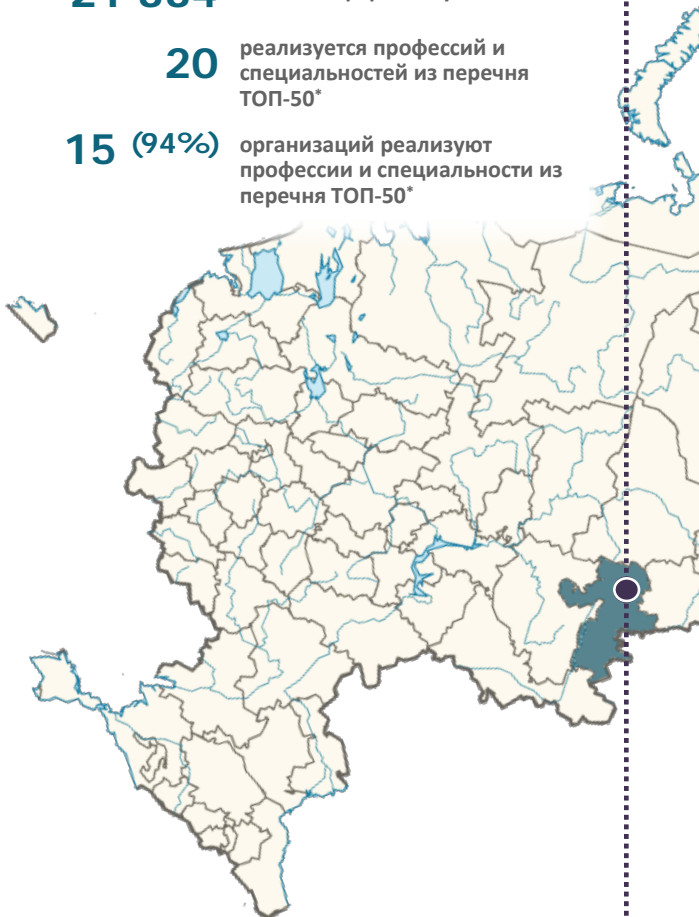 20
реализуется профессий и
специальностей из перечня
ТОП-50*
15 (94%)
организаций реализуют
профессии и специальности из
перечня ТОП-50*